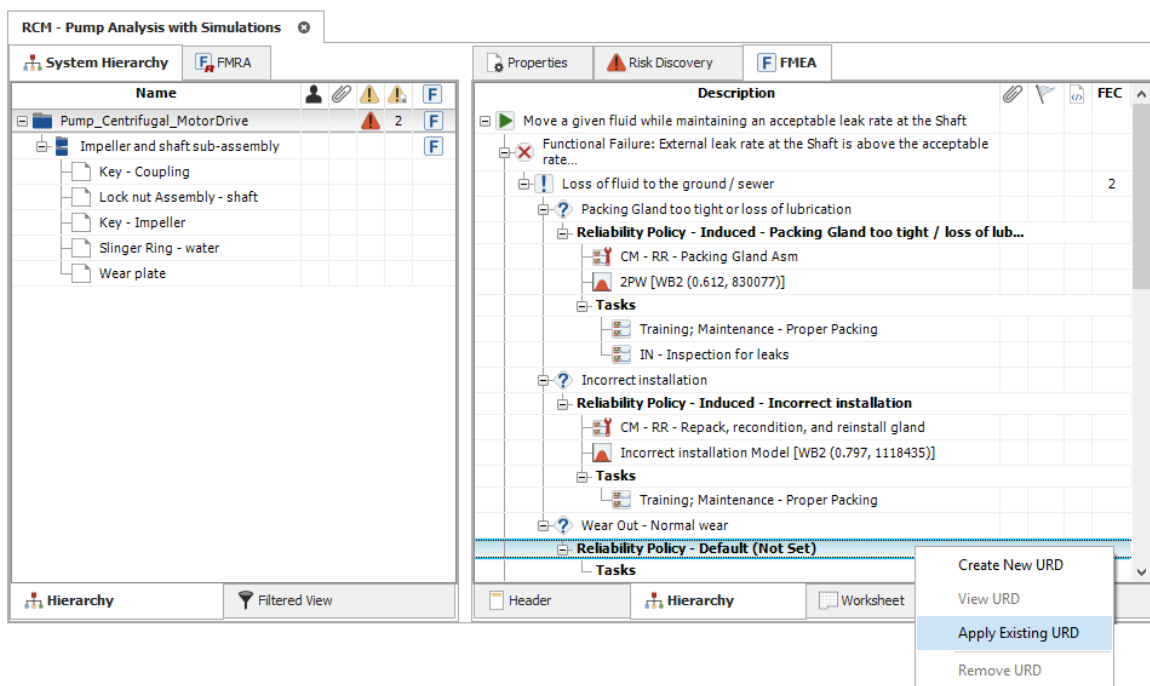 RCM - Pump Analysis with Simulations
System Hierarchy
FMRA
Name
F
Pump_Centrifugal_MotorDrive
2
F
Impeller and shaft sub-assembly
F
Key - Coupling
Lock nut Assembly - shaft
Key - Impeller
Slinger Ring - water
Wear plate
Hierarchy
Filtered View
Properties
Risk Discovery
F FMEA
Description
FEC
Move a given fluid while maintaining an acceptable leak rate at the Shaft
Functional Failure: External leak rate at the Shaft is above the acceptable
rate...
Loss of fluid to the ground / sewer
2
Packing Gland too tight or loss of lubrication
Reliability Policy - Induced - Packing Gland too tight / loss of lub...
CM - RR - Packing Gland Asm
2PW [WB2 (0.612, 830077)]
Tasks
Training; Maintenance - Proper Packing
IN - Inspection for leaks
Incorrect installation
Reliability Policy - Induced - Incorrect installation
CM - RR - Repack, recondition, and reinstall gland
Incorrect installation Model [WB2 (0.797, 1118435)]
Tasks
Training; Maintenance - Proper Packing
Wear Out - Normal wear
Reliability Policy - Default (Not Set)
Tasks
Header
Hierarchy
Worksheet
Create New URD
View URD
Apply Existing URD
Remove URD